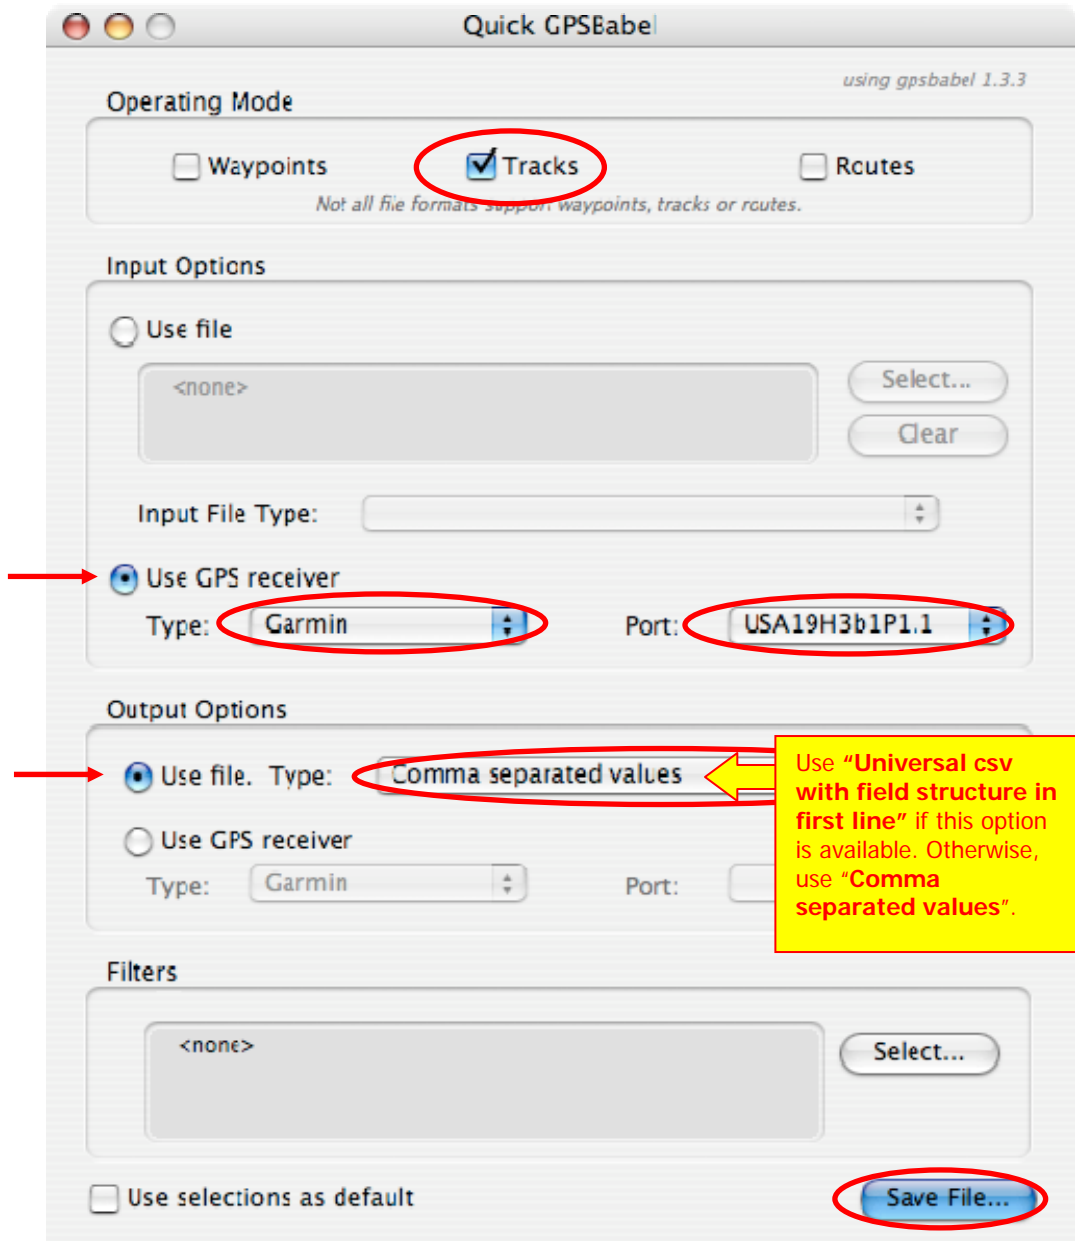 Quick GPSBabel
using gpsbabel 1.3.3
Operating Mode
Waypoints
Tracks
Routes
Not all file formats support waypoints, tracks or routes.
Input Options
Use file
<none>
Select...
Clear
Input File Type:
Use GPS receiver
Type: Garmin
Port: USA19H3b1P1.1
Output Options
Use file. Type: Comma separated values
Use GPS receiver
Type: Garmin
Port:
Use “Universal csv
with field structure in
first line” if this option
is available. Otherwise,
use “Comma
separated values”.
Filters
<none>
Select...
Use selections as default
Save File...